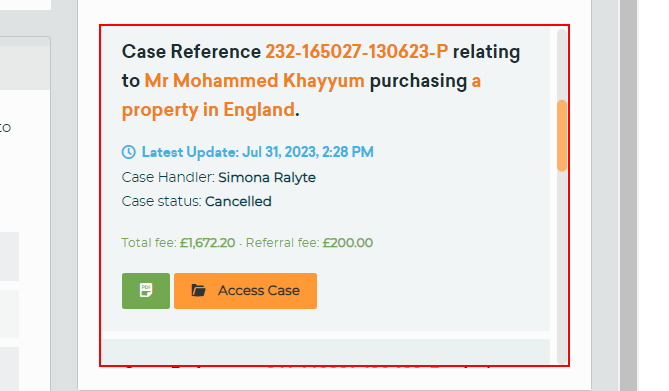 Case Reference 232-165027-130623-P relating
to Mr Mohammed Khayyum purchasing a
property in England.
to
Latest Update: Jul 31, 2023, 2:28 PM
Case Handler: Simona Ralyte
Case status: Cancelled
Total fee: £1,672.20 - Referral fee: £200.00
PDF
Access Case